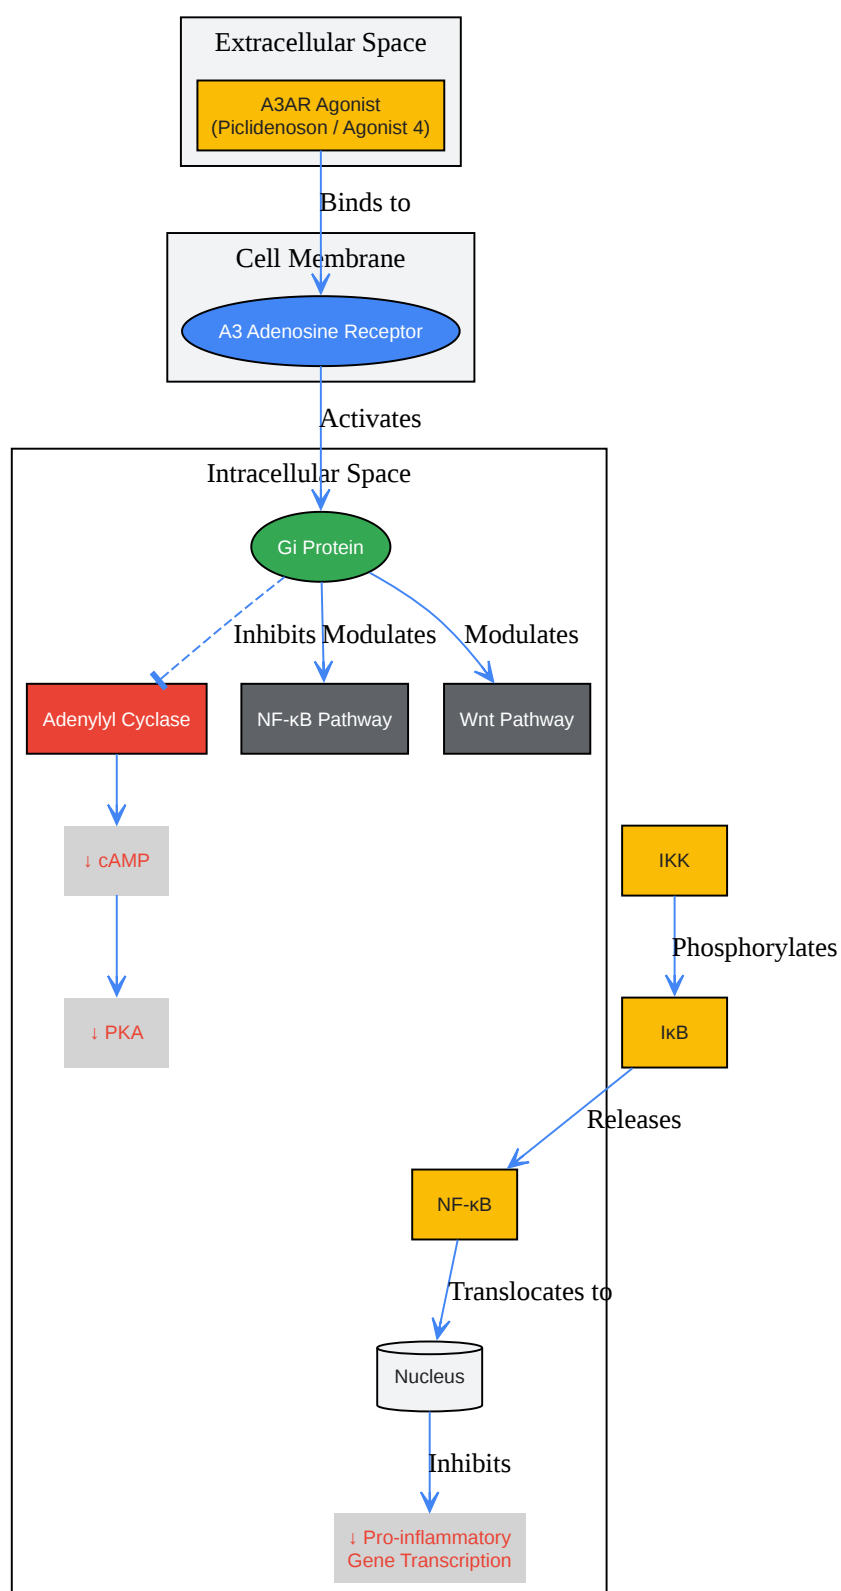 Extracellular Space
A3AR Agonist
(Piclidenoson / Agonist 4)
Binds to
Cell Membrane
A3 Adenosine Receptor
Activates
Intracellular Space
Gi Protein
Inhibits
Modulates
Modulates
Adenylyl Cyclase
NF-κB Pathway
Wnt Pathway
↓ cAMP
IKK
Phosphorylates
↓ PKA
IκB
Releases
NF-κB
Translocates to
Nucleus
Inhibits
↓ Pro-inflammatory
Gene Transcription